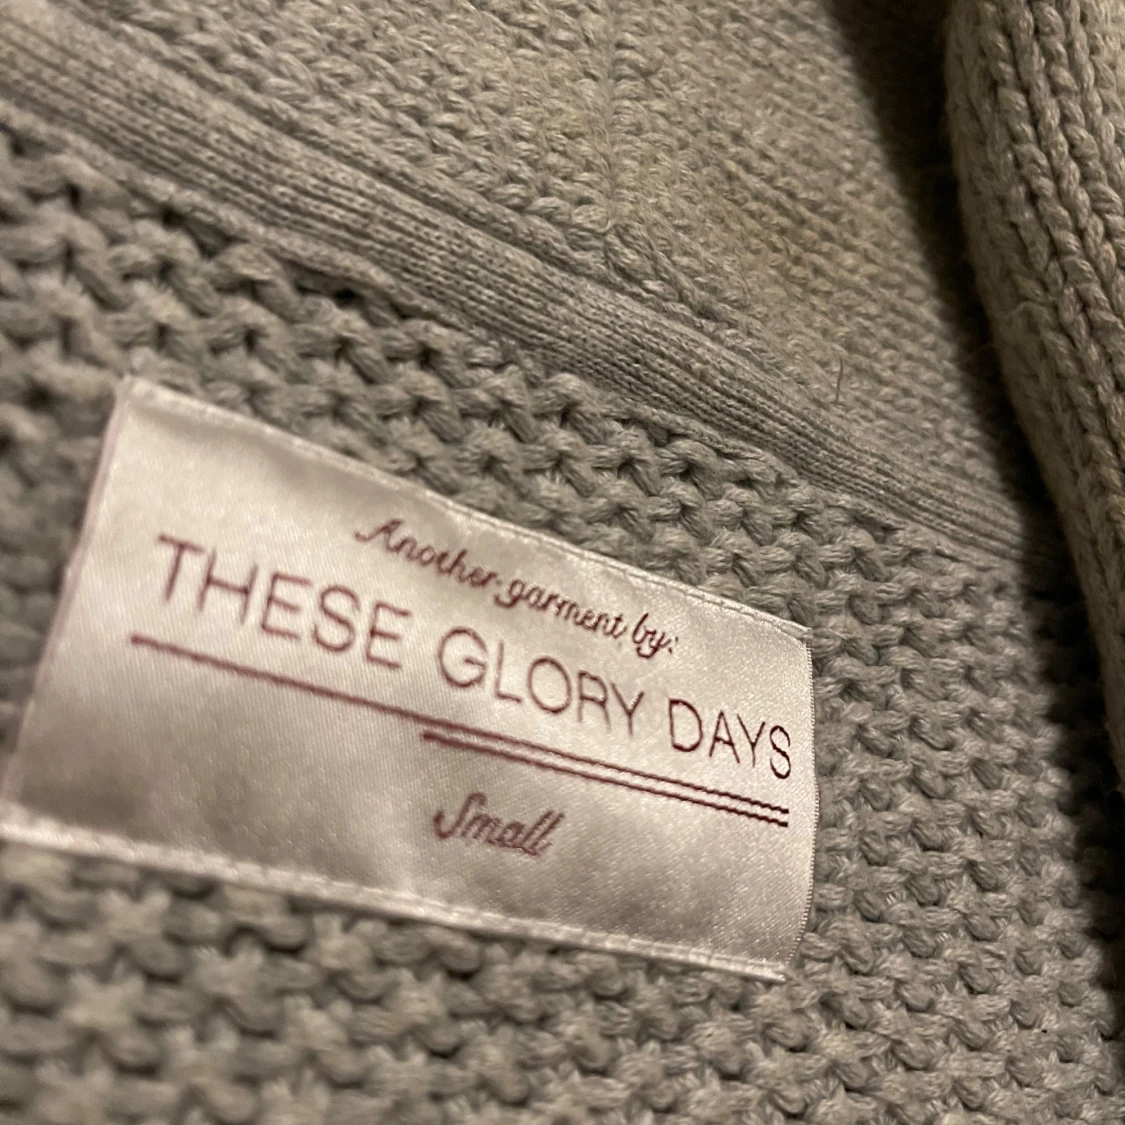 Another garment by:
THESE GLORY DAYS
Small